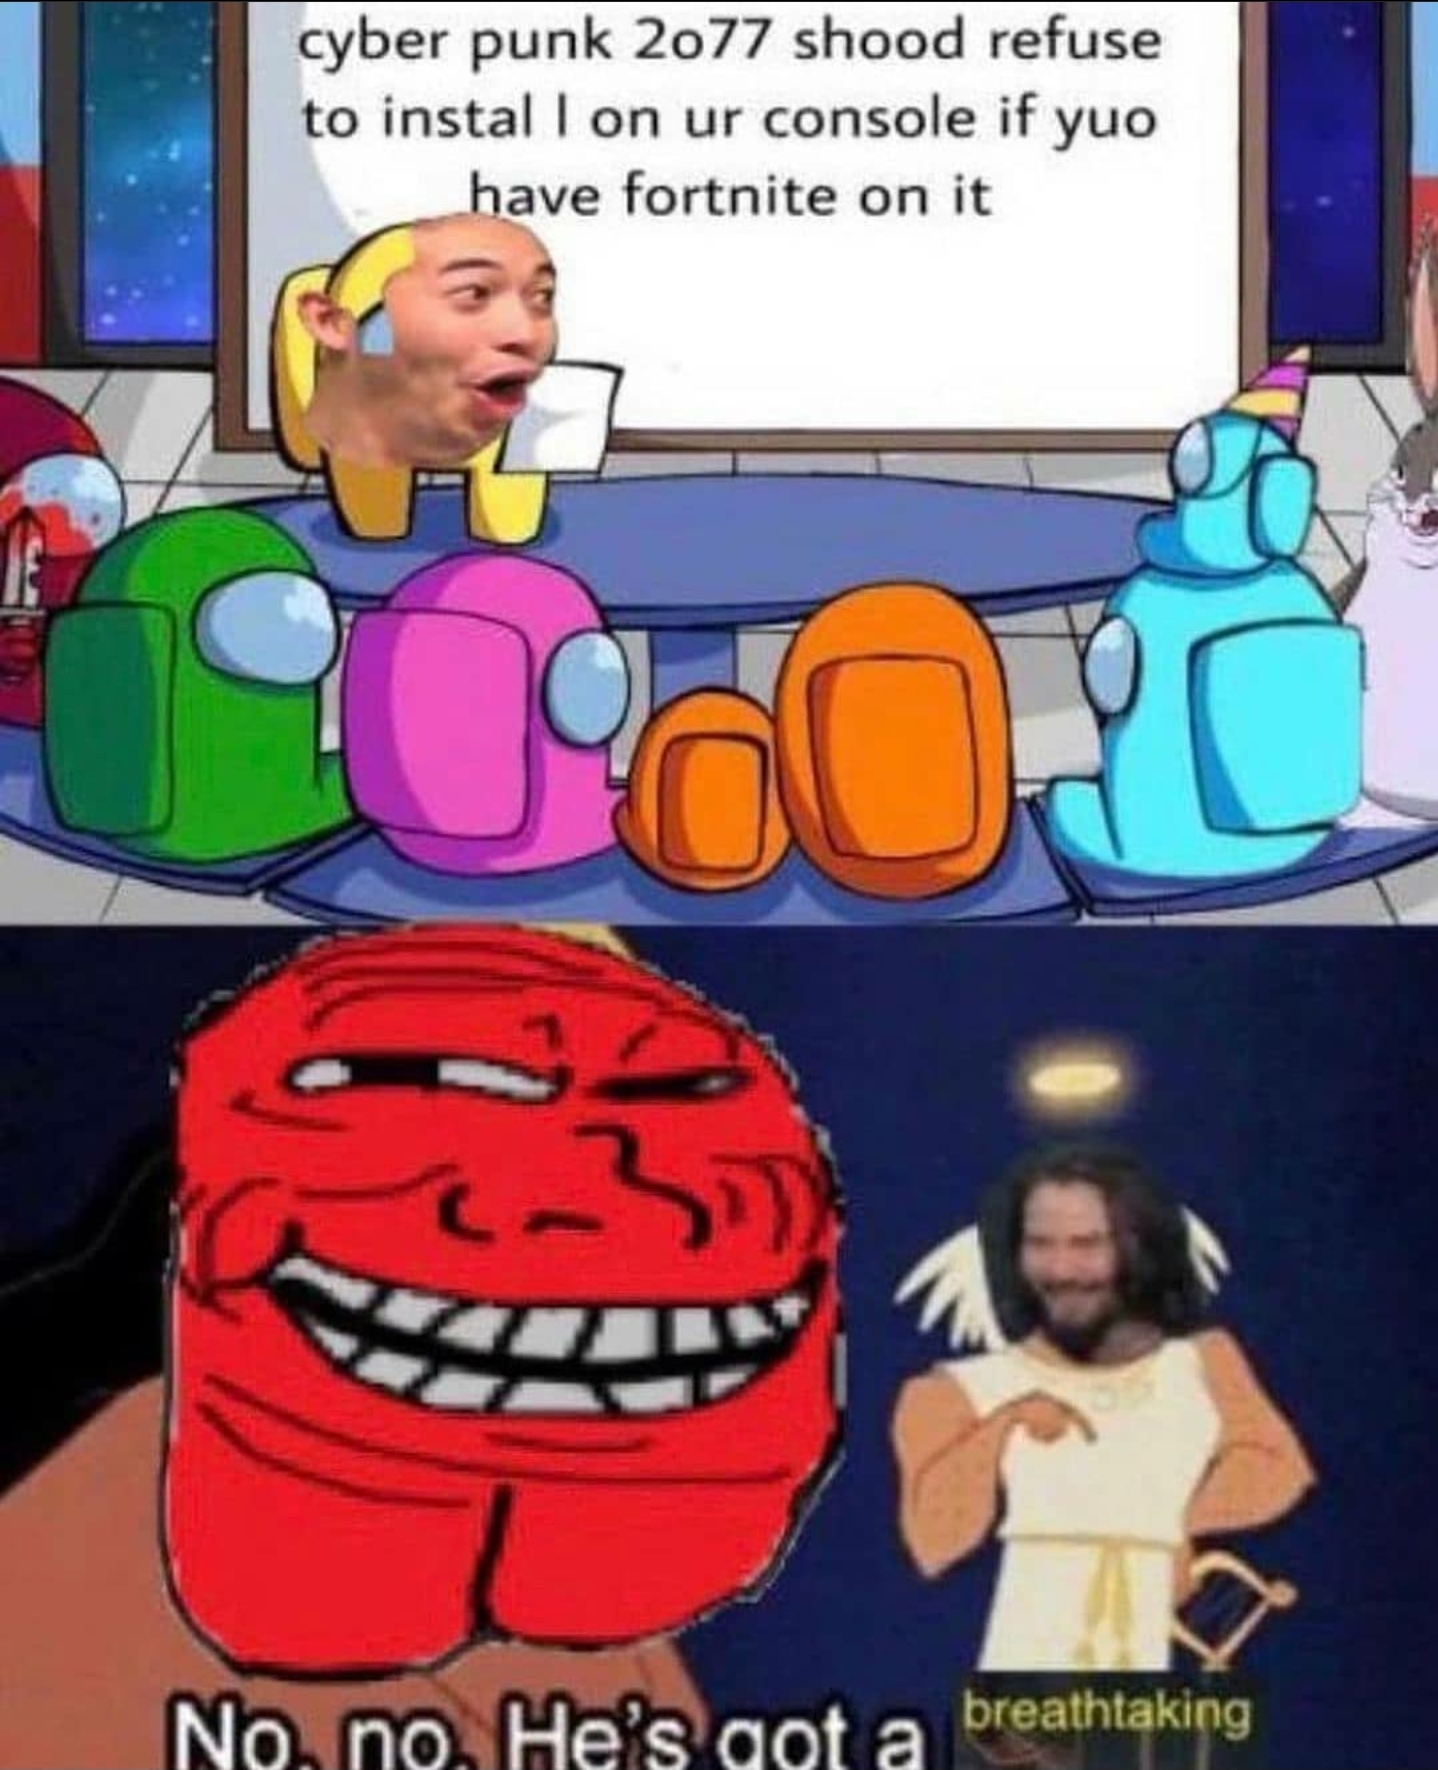 cyber punk 2o77 shood refuse
to instal l on ur console if yuo
have fortnite on it
No, no. He's got a breathtaking